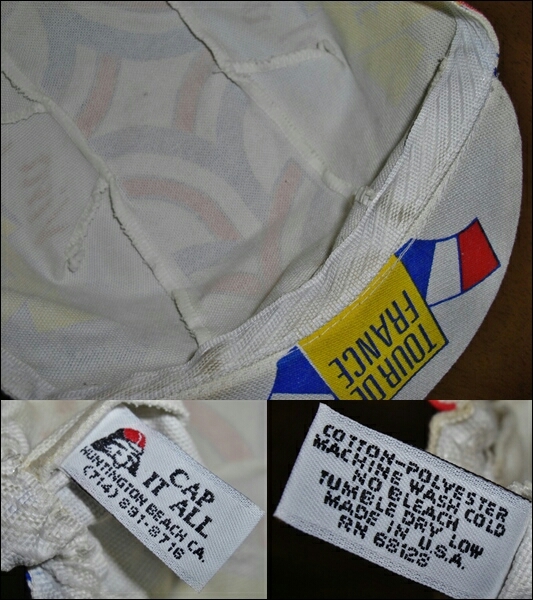 TOUR DE
FRANCE
CAP
IT ALL
HUNTINGTON BEACH CA.
(714) 891-8716
COTTON-POLYESTER
MACHINE WASH COLD
NO BLEACH
TUMBLE DRY LOW
MADE IN U.S.A.
RN 68128